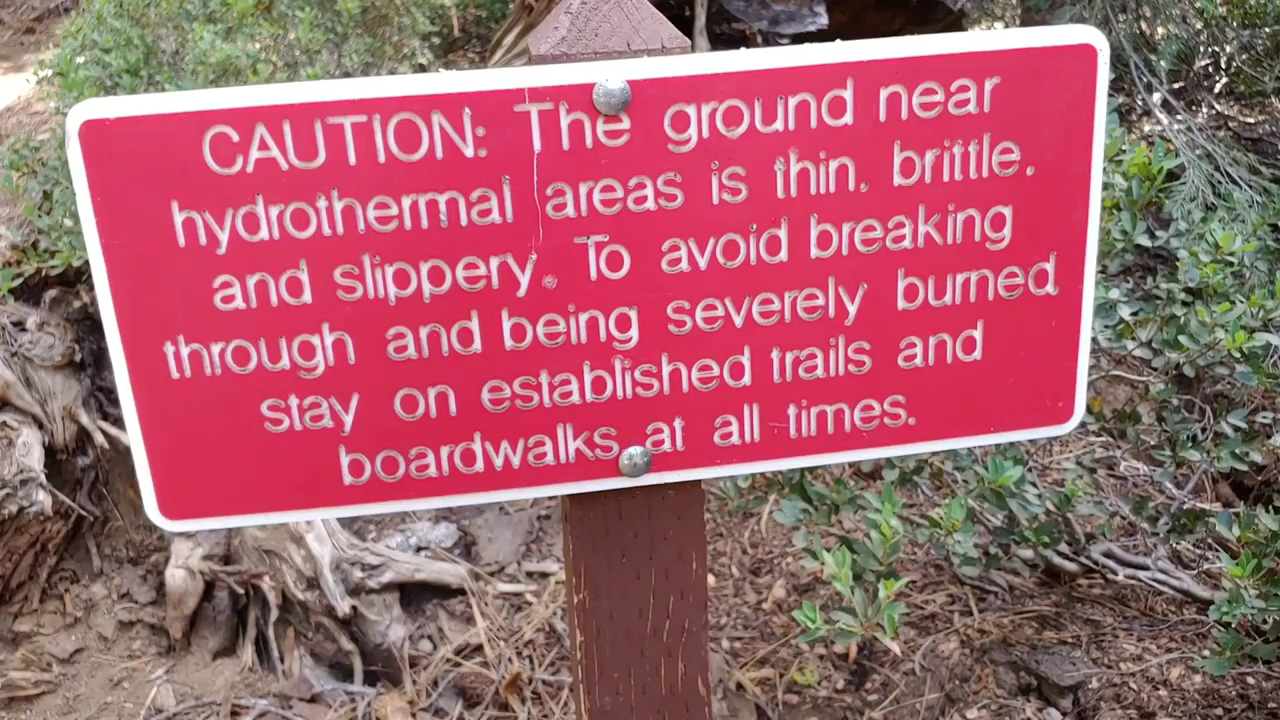 CAUTION: The ground near
hydrothermal areas is thin. brittle.
and slippery. To avoid breaking
through and being severely burned
stay on established trails and
boardwalks at all times.